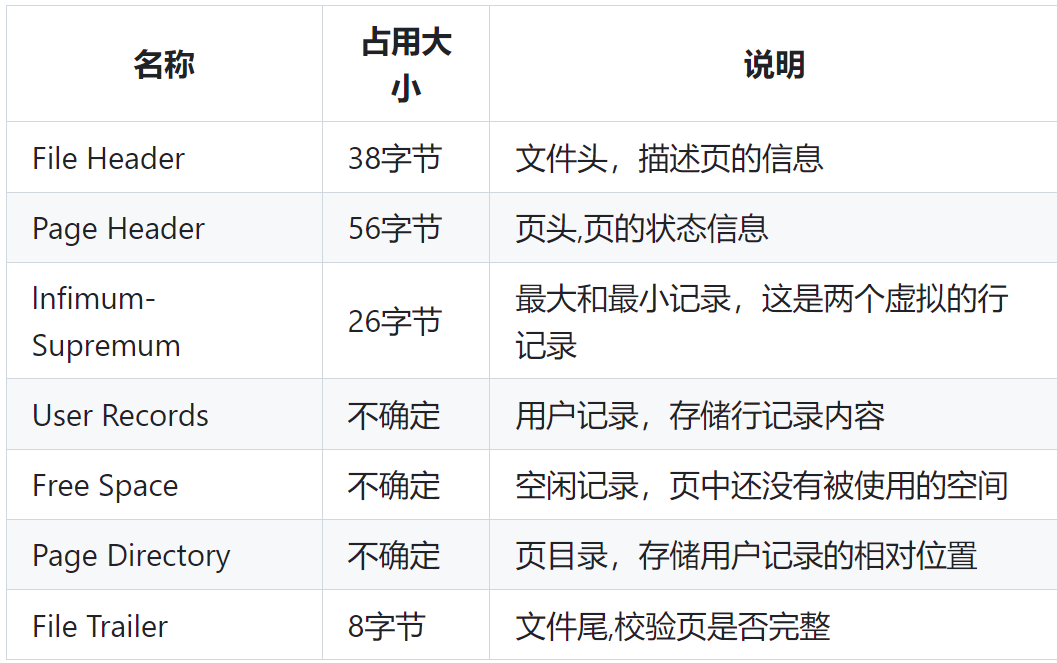 名称
占用大
小
说明
File Header
38字节
文件头，描述页的信息
Page Header
56字节
页头,页的状态信息
Infimum-
Supremum
26字节
最大和最小记录，这是两个虚拟的行
记录
User Records
不确定
用户记录，存储行记录内容
Free Space
不确定
空闲记录，页中还没有被使用的空间
Page Directory
不确定
页目录，存储用户记录的相对位置
File Trailer
8字节
文件尾,校验页是否完整